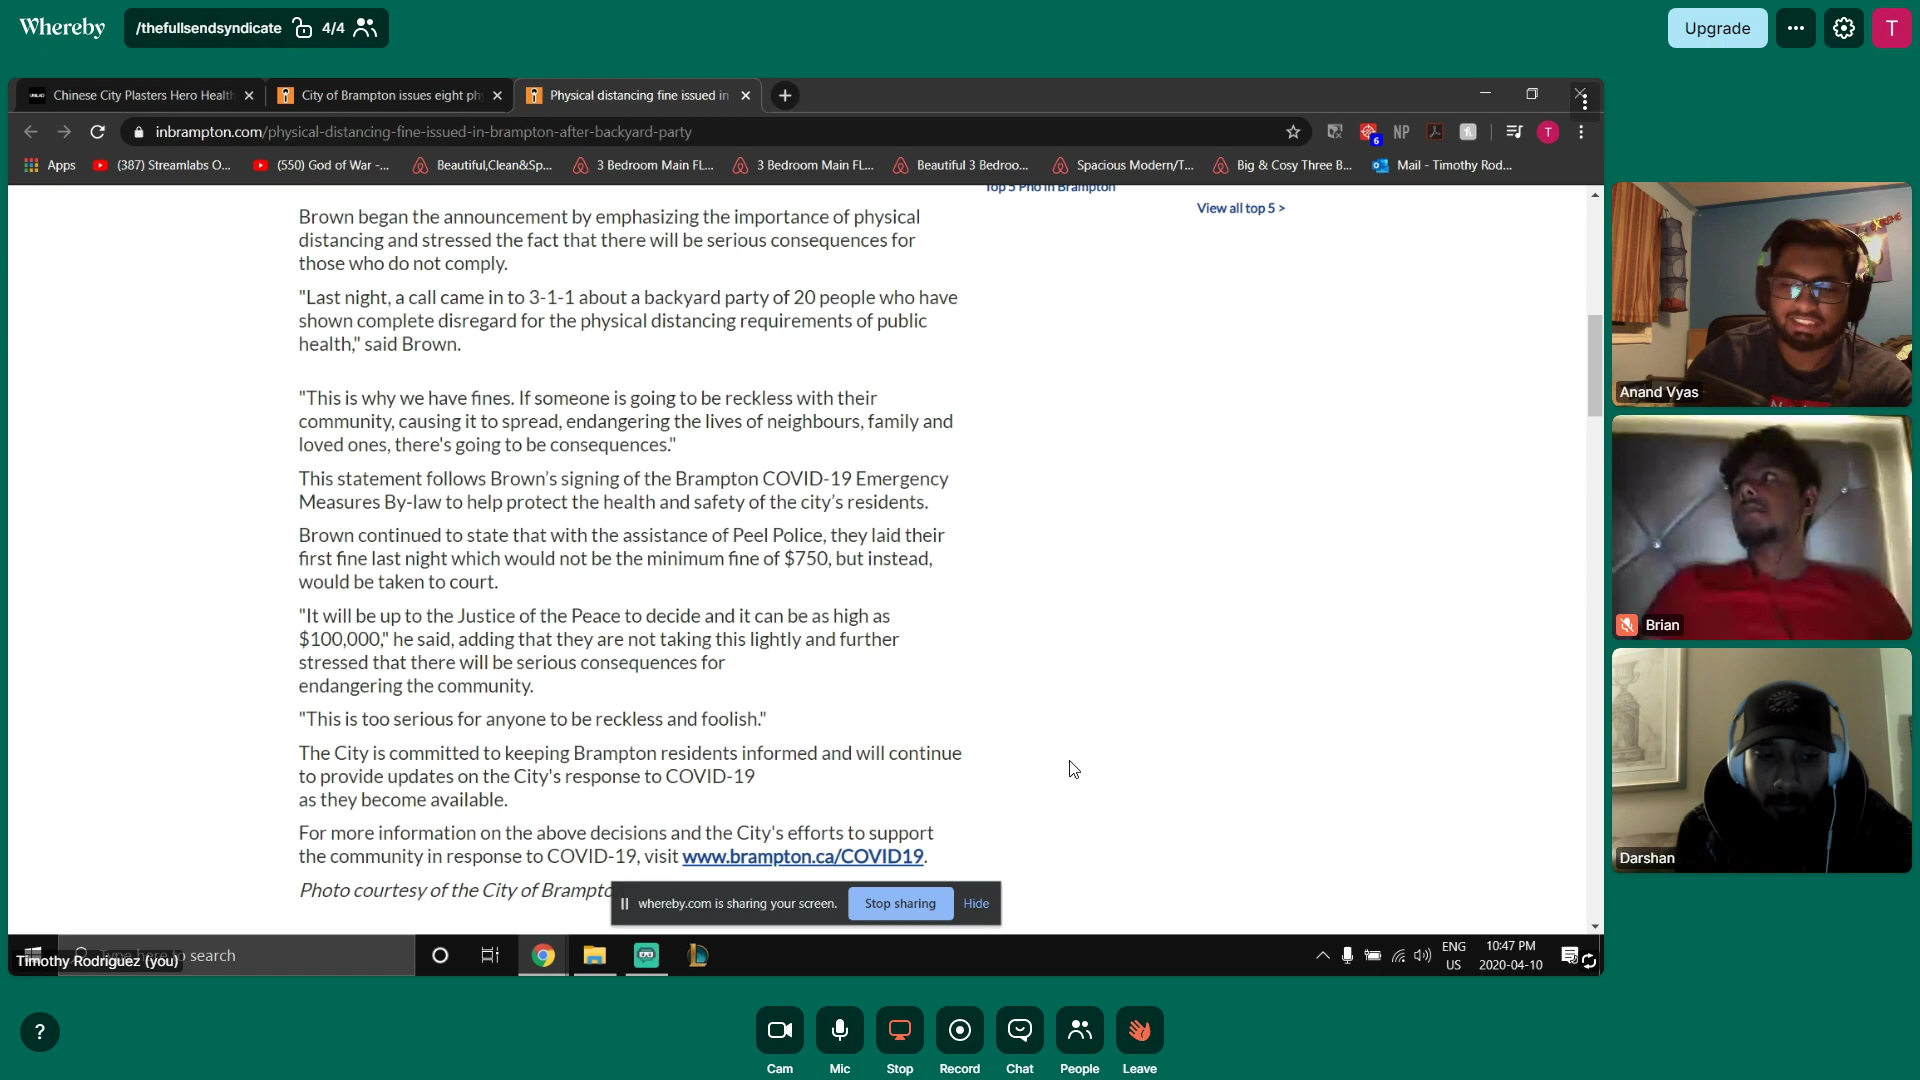 Whereby
/thefullsendsyndicate 4/4
Upgrade
T
Chinese City Plasters Hero Health
City of Brampton issues eight ph
Physical distancing fine issued in
inbrampton.com/physical-distancing-fine-issued-in-brampton-after-backyard-party
6
NP
T
Apps
(387) Streamlabs O...
(550) God of War -...
Beautiful,Clean&Sp...
3 Bedroom Main FL...
3 Bedroom Main FL...
Beautiful 3 Bedroo...
Spacious Modern/T...
Big & Cosy Three B...
Mail - Timothy Rod...
Top 5 Pho in Brampton
View all top 5 >
Brown began the announcement by emphasizing the importance of physical
distancing and stressed the fact that there will be serious consequences for
those who do not comply.
"Last night, a call came in to 3-1-1 about a backyard party of 20 people who have
shown complete disregard for the physical distancing requirements of public
health," said Brown.
"This is why we have fines. If someone is going to be reckless with their
community, causing it to spread, endangering the lives of neighbours, family and
loved ones, there's going to be consequences."
This statement follows Brown's signing of the Brampton COVID-19 Emergency
Measures By-law to help protect the health and safety of the city's residents.
Brown continued to state that with the assistance of Peel Police, they laid their
first fine last night which would not be the minimum fine of $750, but instead,
would be taken to court.
"It will be up to the Justice of the Peace to decide and it can be as high as
$100,000," he said, adding that they are not taking this lightly and further
stressed that there will be serious consequences for
endangering the community.
"This is too serious for anyone to be reckless and foolish."
The City is committed to keeping Brampton residents informed and will continue
to provide updates on the City's response to COVID-19
as they become available.
For more information on the above decisions and the City's efforts to support
the community in response to COVID-19, visit www.brampton.ca/COVID19.
Photo courtesy of the City of Brampto
whereby.com is sharing your screen.
Stop sharing
Hide
Type here to search
Timothy Rodriguez (you)
ENG
US
10:47 PM
2020-04-10
Anand Vyas
Brian
Darshan
?
Cam
Mic
Stop
Record
Chat
People
Leave